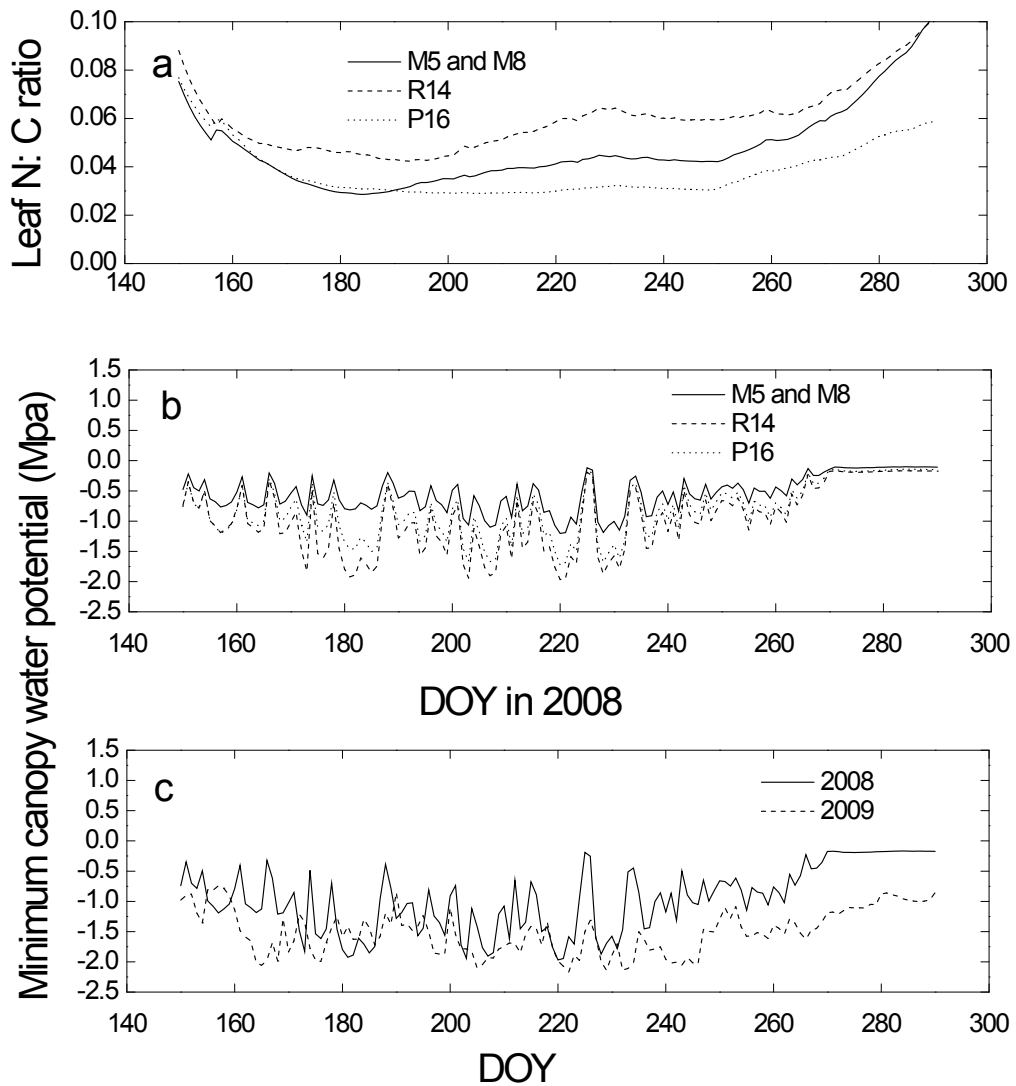 Leaf N: C ratio
0.10
0.08
0.06
0.04
0.02
0.00
a
M5 and M8
R14
P16
140 160 180 200 220 240 260 280 300
Minimum canopy water potential (Mpa)
1.5
1.0
0.5
0.0
-0.5
-1.0
-1.5
-2.0
-2.5
b
M5 and M8
R14
P16
140 160 180 200 220 240 260 280 300
DOY in 2008
1.5
1.0
0.5
0.0
-0.5
-1.0
-1.5
-2.0
-2.5
c
2008
2009
140 160 180 200 220 240 260 280 300
DOY